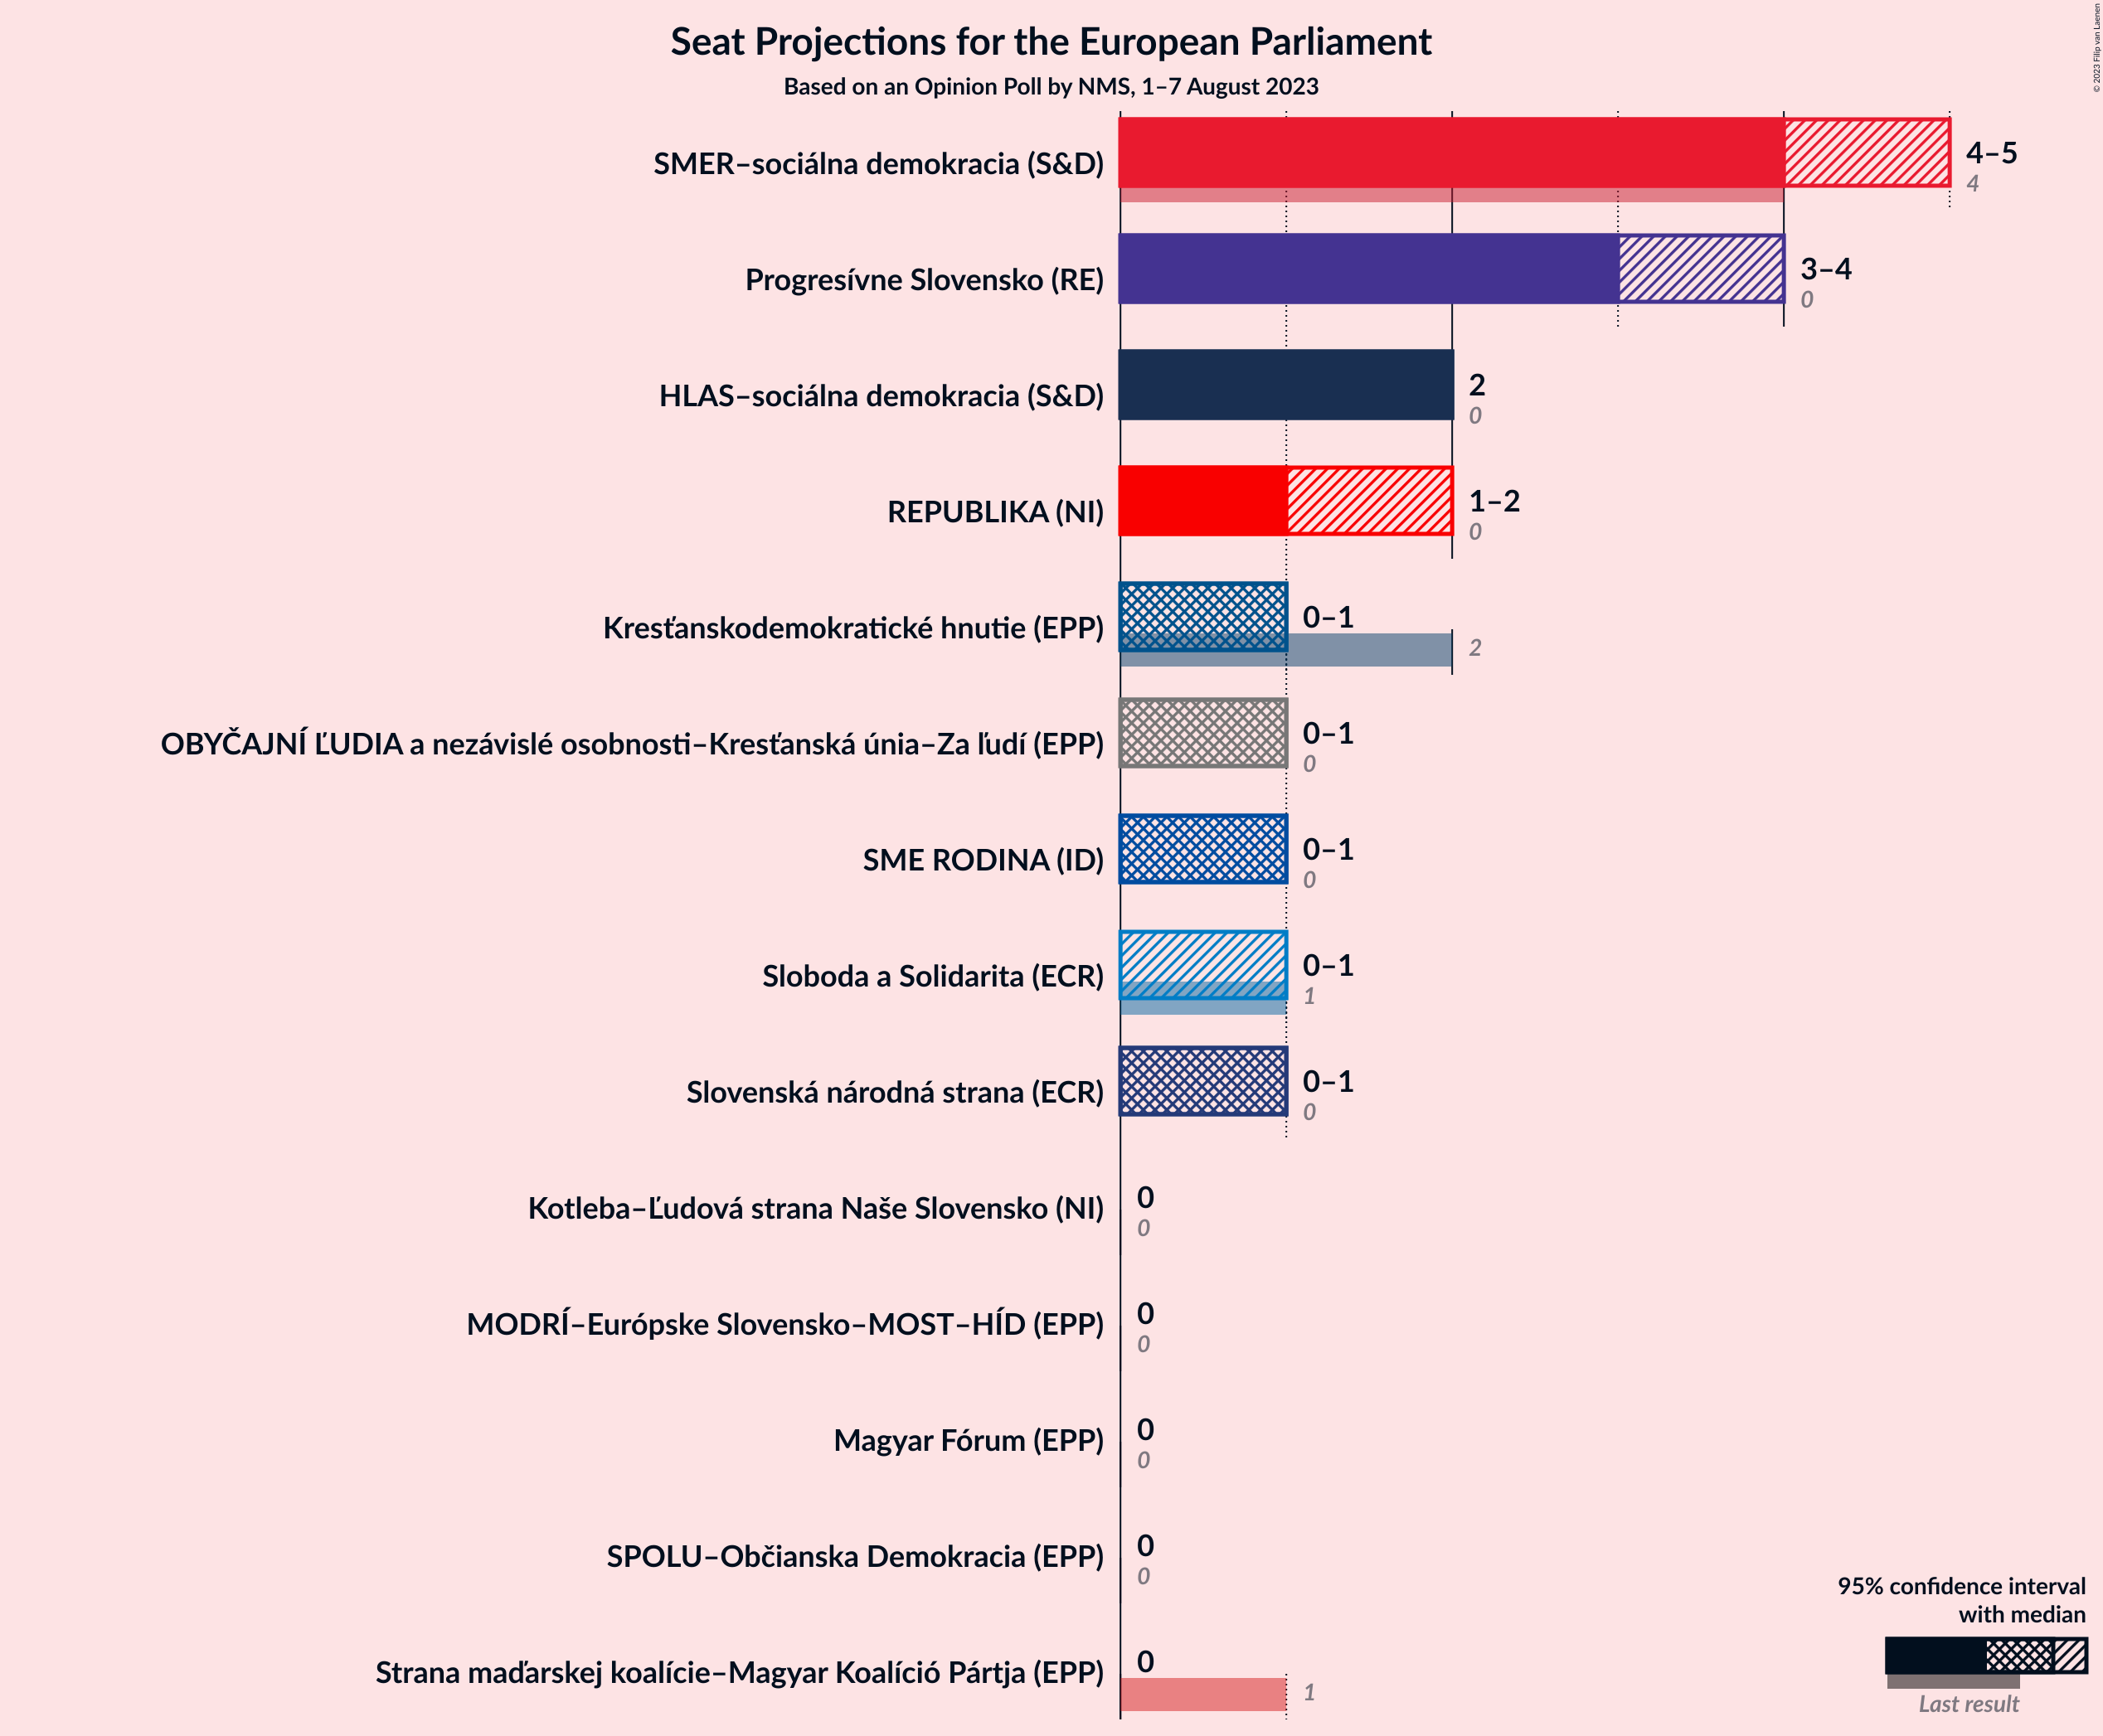 © 2023 Filip van Laenen
Seat Projections for the European Parliament
Based on an Opinion Poll by NMS, 1–7 August 2023
SMER–sociálna demokracia (S&D)
4–5
4
Progresívne Slovensko (RE)
3–4
0
HLAS–sociálna demokracia (S&D)
2
0
REPUBLIKA (NI)
1–2
0
Kresťanskodemokratické hnutie (EPP)
0–1
2
OBYČAJNÍ ĽUDIA a nezávislé osobnosti–Kresťanská únia–Za ľudí (EPP)
0–1
0
SME RODINA (ID)
0–1
0
Sloboda a Solidarita (ECR)
0–1
1
Slovenská národná strana (ECR)
0–1
0
Kotleba–Ľudová strana Naše Slovensko (NI)
0
0
MODRÍ–Európske Slovensko–MOST–HÍD (EPP)
0
0
Magyar Fórum (EPP)
0
0
SPOLU–Občianska Demokracia (EPP)
0
0
Strana maďarskej koalície–Magyar Koalíció Pártja (EPP)
0
1
95% confidence interval
with median
Last result